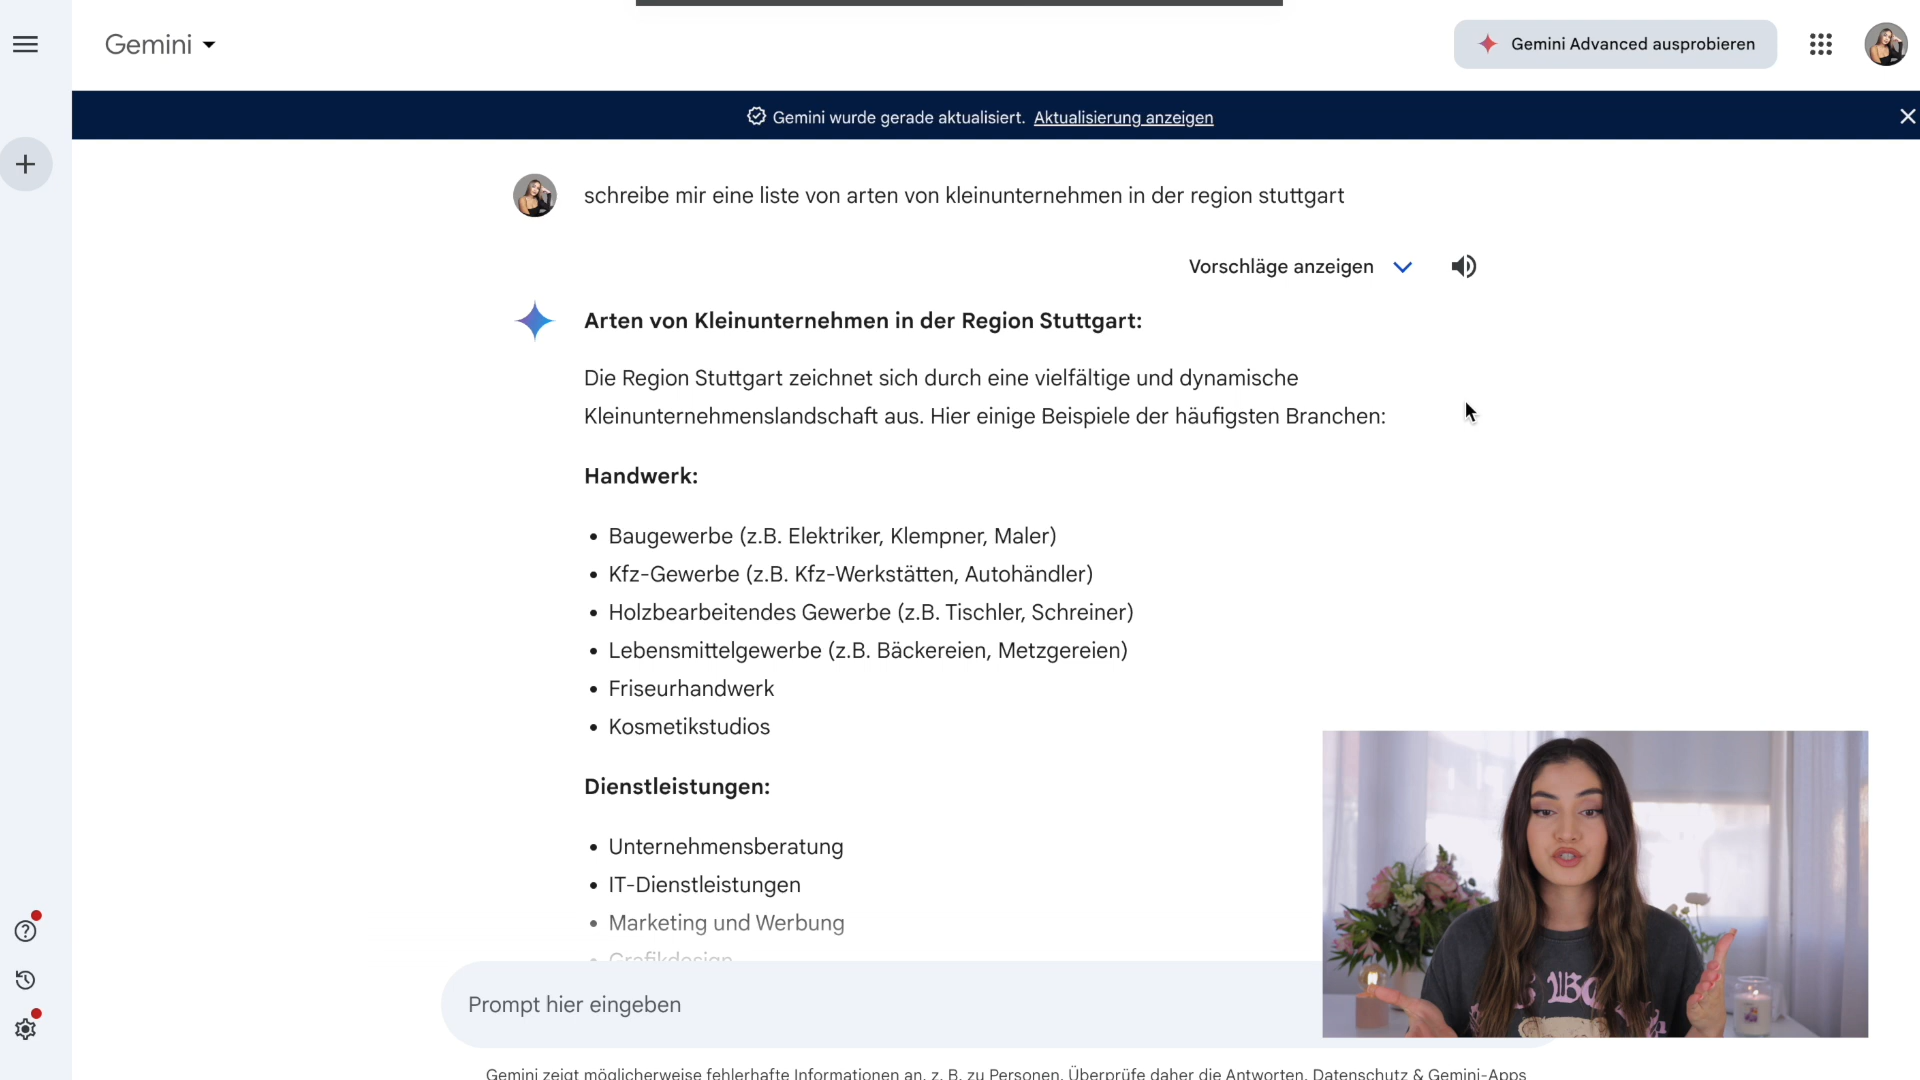 Gemini
Gemini Advanced ausprobieren
Gemini wurde gerade aktualisiert. Aktualisierung anzeigen
schreibe mir eine liste von arten von kleinunternehmen in der region stuttgart
Vorschläge anzeigen
Arten von Kleinunternehmen in der Region Stuttgart:
Die Region Stuttgart zeichnet sich durch eine vielfältige und dynamische
Kleinunternehmenslandschaft aus. Hier einige Beispiele der häufigsten Branchen:
Handwerk:
• Baugewerbe (z.B. Elektriker, Klempner, Maler)
• Kfz-Gewerbe (z.B. Kfz-Werkstätten, Autohändler)
• Holzbearbeitendes Gewerbe (z.B. Tischler, Schreiner)
• Lebensmittelgewerbe (z.B. Bäckereien, Metzgereien)
• Friseurhandwerk
• Kosmetikstudios
Dienstleistungen:
• Unternehmensberatung
• IT-Dienstleistungen
• Marketing und Werbung
• Grafikdesign
Prompt hier eingeben
Gemini zeigt möglicherweise fehlerhafte Informationen an, z. B. zu Personen. Überprüfe daher die Antworten. Datenschutz & Gemini-Apps